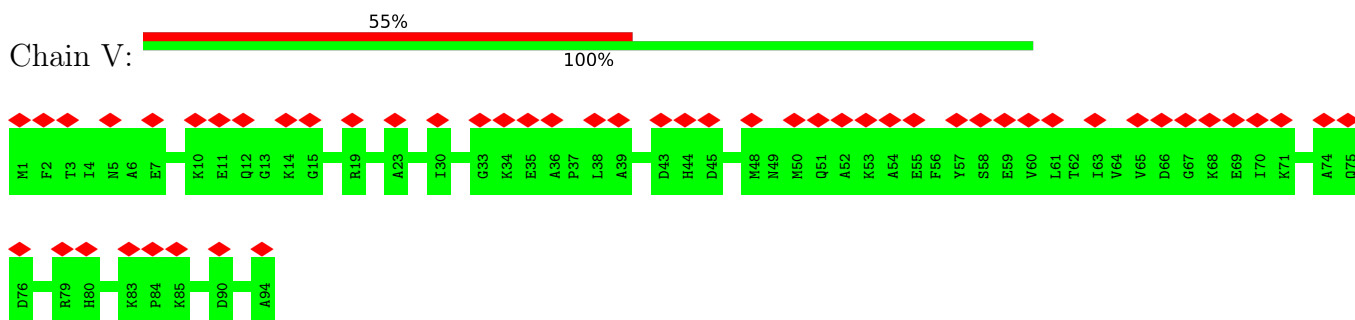 55%
Chain V:
100%
M1 F2 T3 I4 N5 A6 E7 K10 E11 Q12 G13 K14 G15 R19 A23 I30 G33 K34 E35 A36 P37 L38 A39 D43 H44 D45 M48 N49 M50 Q51 A52 K53 A54 E55 F56 Y57 S58 E59 V60 L61 T62 I63 V64 V65 D66 G67 K68 E69 I70 K71 A74 Q75
D76 R79 H80 K83 P84 K85 D90 A94